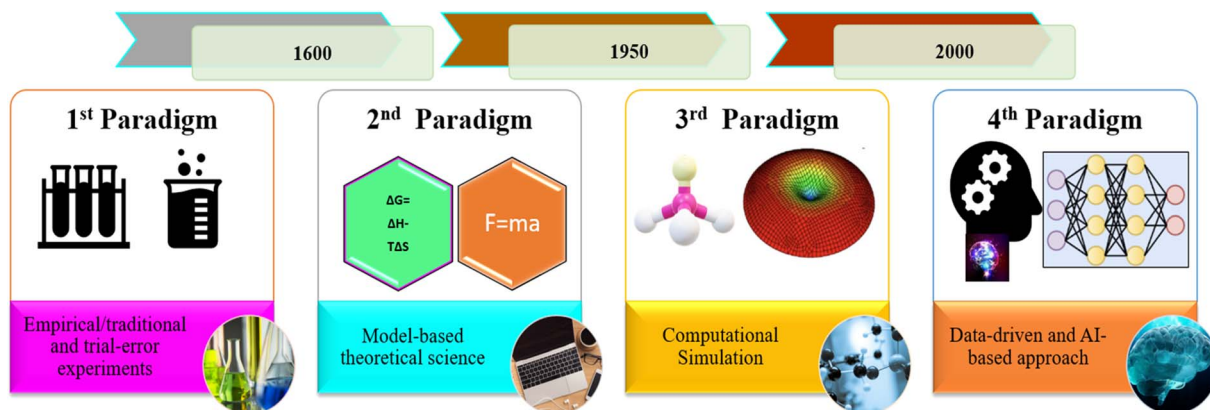 1600
1950
2000
1st Paradigm
2nd Paradigm
3rd Paradigm
4th Paradigm
ΔG=
ΔH-
TΔS
F=ma
Empirical/traditional
and trial-error
experiments
Model-based
theoretical science
Computational
Simulation
Data-driven and AI-
based approach